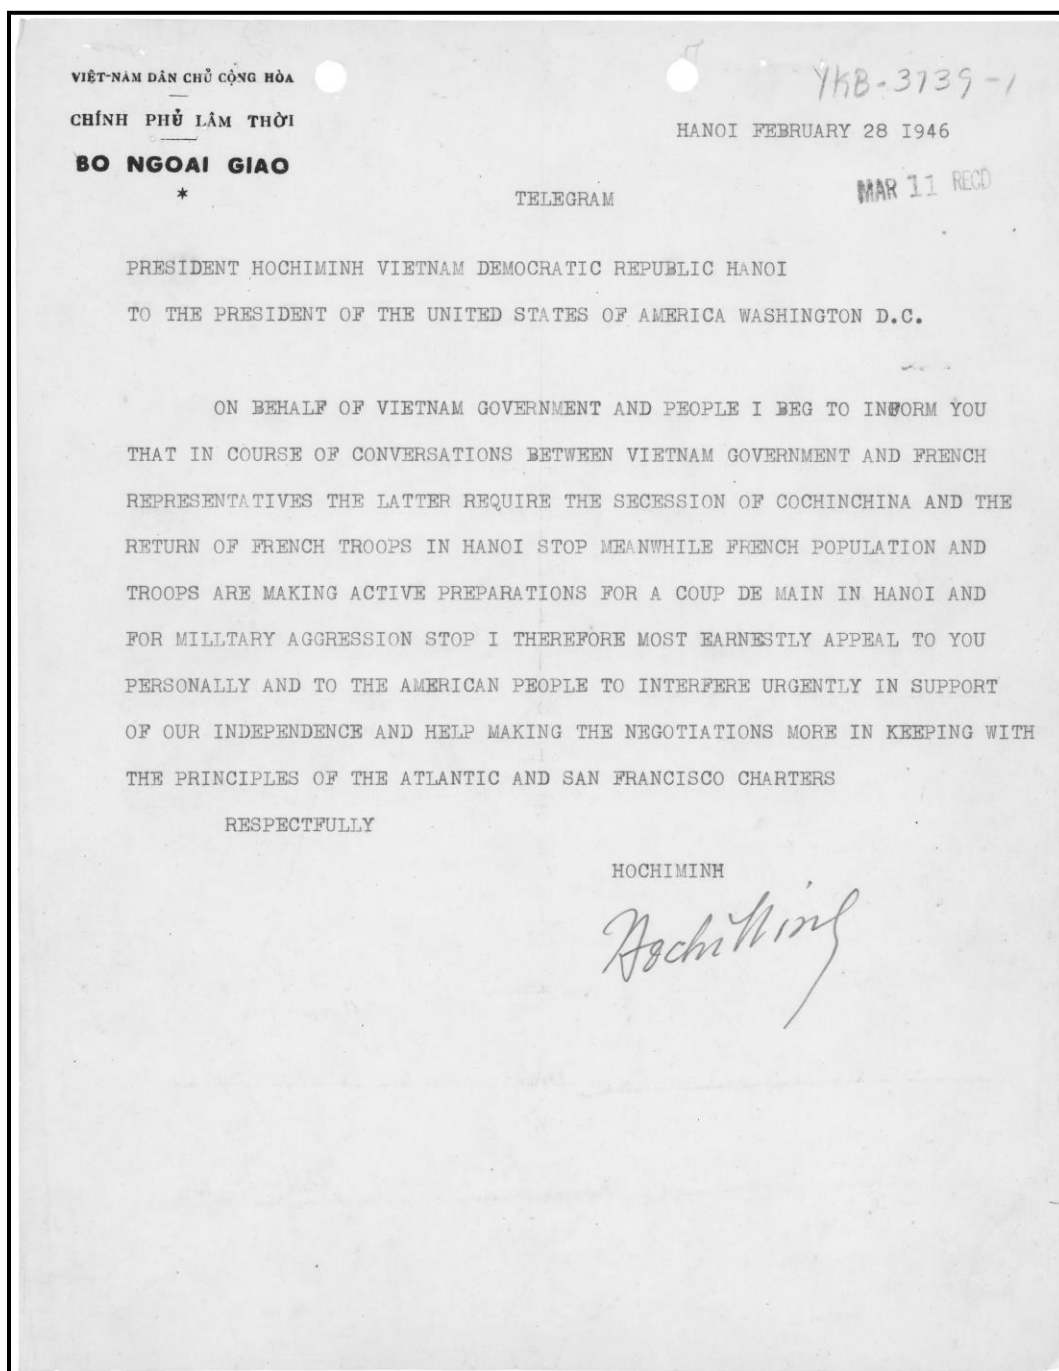 VIỆT-NAM DÂN CHỦ CỘNG HÒA
CHÍNH PHỦ LÂM THỜI
BO NGOAI GIAO
*
YKB-3739-1
HANOI FEBRUARY 28 I946
MAR 11 RECD
TELEGRAM
PRESIDENT HOCHIMINH VIETNAM DEMOCRATIC REPUBLIC HANOI
TO THE PRESIDENT OF THE UNITED STATES OF AMERICA WASHINGTON D.C.
ON BEHALF OF VIETNAM GOVERNMENT AND PEOPLE I BEG TO INFORM YOU
THAT IN COURSE OF CONVERSATIONS BETWEEN VIETNAM GOVERNMENT AND FRENCH
REPRESENTATIVES THE LATTER REQUIRE THE SECESSION OF COCHINCHINA AND THE
RETURN OF FRENCH TROOPS IN HANOI STOP MEANWHILE FRENCH POPULATION AND
TROOPS ARE MAKING ACTIVE PREPARATIONS FOR A COUP DE MAIN IN HANOI AND
FOR MILLTARY AGGRESSION STOP I THEREFORE MOST EARNESTLY APPEAL TO YOU
PERSONALLY AND TO THE AMERICAN PEOPLE TO INTERFERE URGENTLY IN SUPPORT
OF OUR INDEPENDENCE AND HELP MAKING THE NEGOTIATIONS MORE IN KEEPING WITH
THE PRINCIPLES OF THE ATLANTIC AND SAN FRANCISCO CHARTERS
RESPECTFULLY
HOCHIMINH
HochiMinh